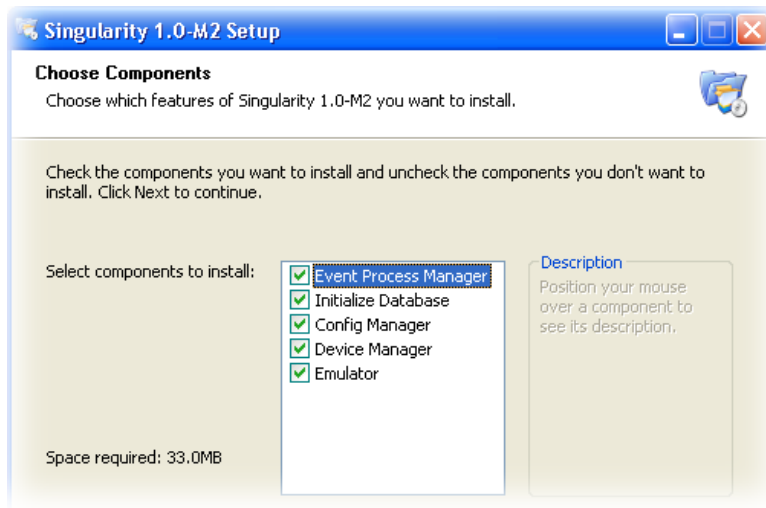 Singularity 1.0-M2 Setup
Choose Components
Choose which features of Singularity 1.0-M2 you want to install.
Check the components you want to install and uncheck the components you don't want to
install. Click Next to continue.
Select components to install:
Event Process Manager
Initialize Database
Config Manager
Device Manager
Emulator
Description
Position your mouse
over a component to
see its description.
Space required: 33.0MB